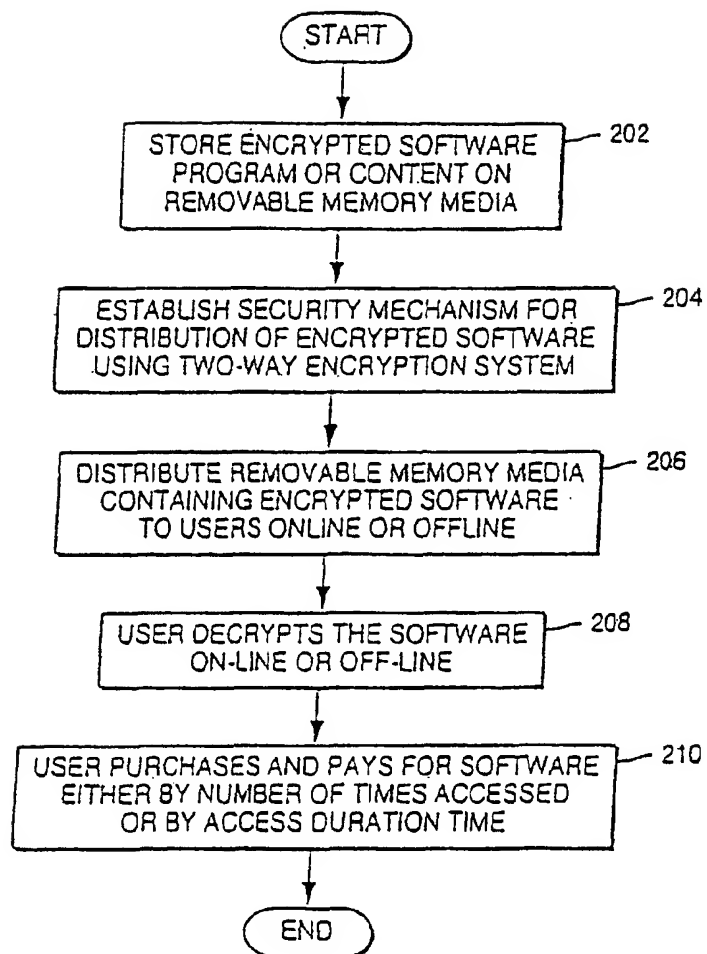 START
STORE ENCRYPTED SOFTWARE
PROGRAM OR CONTENT ON
REMOVABLE MEMORY MEDIA
202
ESTABLISH SECURITY MECHANISM FOR
DISTRIBUTION OF ENCRYPTED SOFTWARE
USING TWO-WAY ENCRYPTION SYSTEM
204
DISTRIBUTE REMOVABLE MEMORY MEDIA
CONTAINING ENCRYPTED SOFTWARE
TO USERS ONLINE OR OFFLINE
206
USER DECRYPTS THE SOFTWARE
ON-LINE OR OFF-LINE
208
USER PURCHASES AND PAYS FOR SOFTWARE
EITHER BY NUMBER OF TIMES ACCESSED
OR BY ACCESS DURATION TIME
210
END